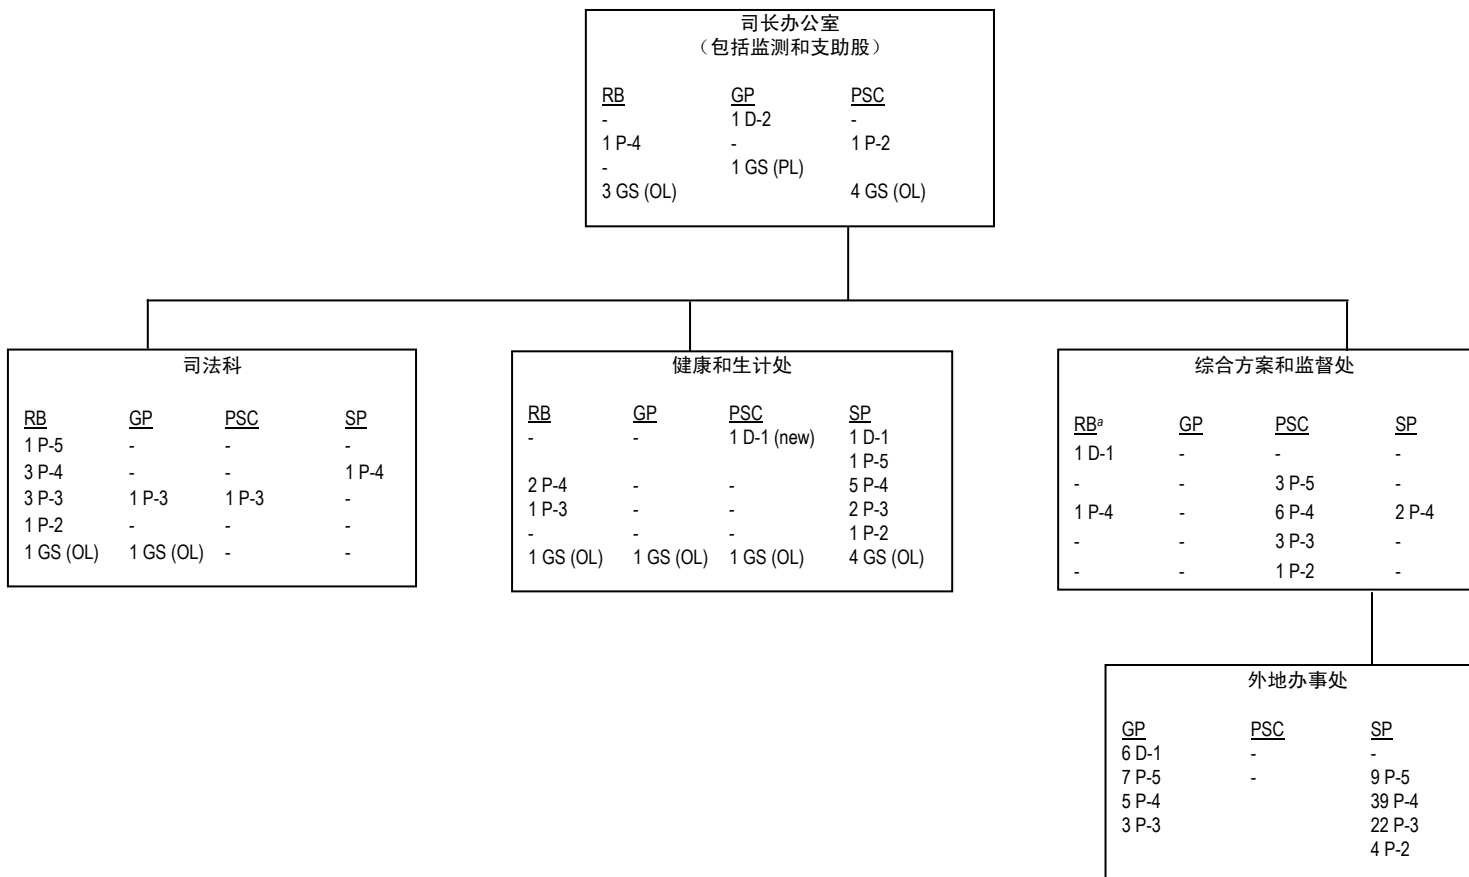 司长办公室
（包括监测和支助股）
RB GP PSC
- 1 D-2 -
1 P-4 - 1 P-2
- 1 GS (PL)
3 GS (OL) 4 GS (OL)
司法科
RB GP PSC SP
1 P-5 - - -
3 P-4 - - 1 P-4
3 P-3 1 P-3 1 P-3 -
1 P-2 - - -
1 GS (OL) 1 GS (OL) - -
健康和生计处
RB GP PSC SP
- - 1 D-1 (new) 1 D-1
1 P-5
2 P-4 - - 5 P-4
1 P-3 - - 2 P-3
- - - 1 P-2
1 GS (OL) 1 GS (OL) 1 GS (OL) 4 GS (OL)
综合方案和监督处
RBa GP PSC SP
1 D-1 - - -
- - 3 P-5 -
1 P-4 - 6 P-4 2 P-4
- - 3 P-3 -
- - 1 P-2 -
外地办事处
GP PSC SP
6 D-1 - -
7 P-5 - 9 P-5
5 P-4 39 P-4
3 P-3 22 P-3
4 P-2